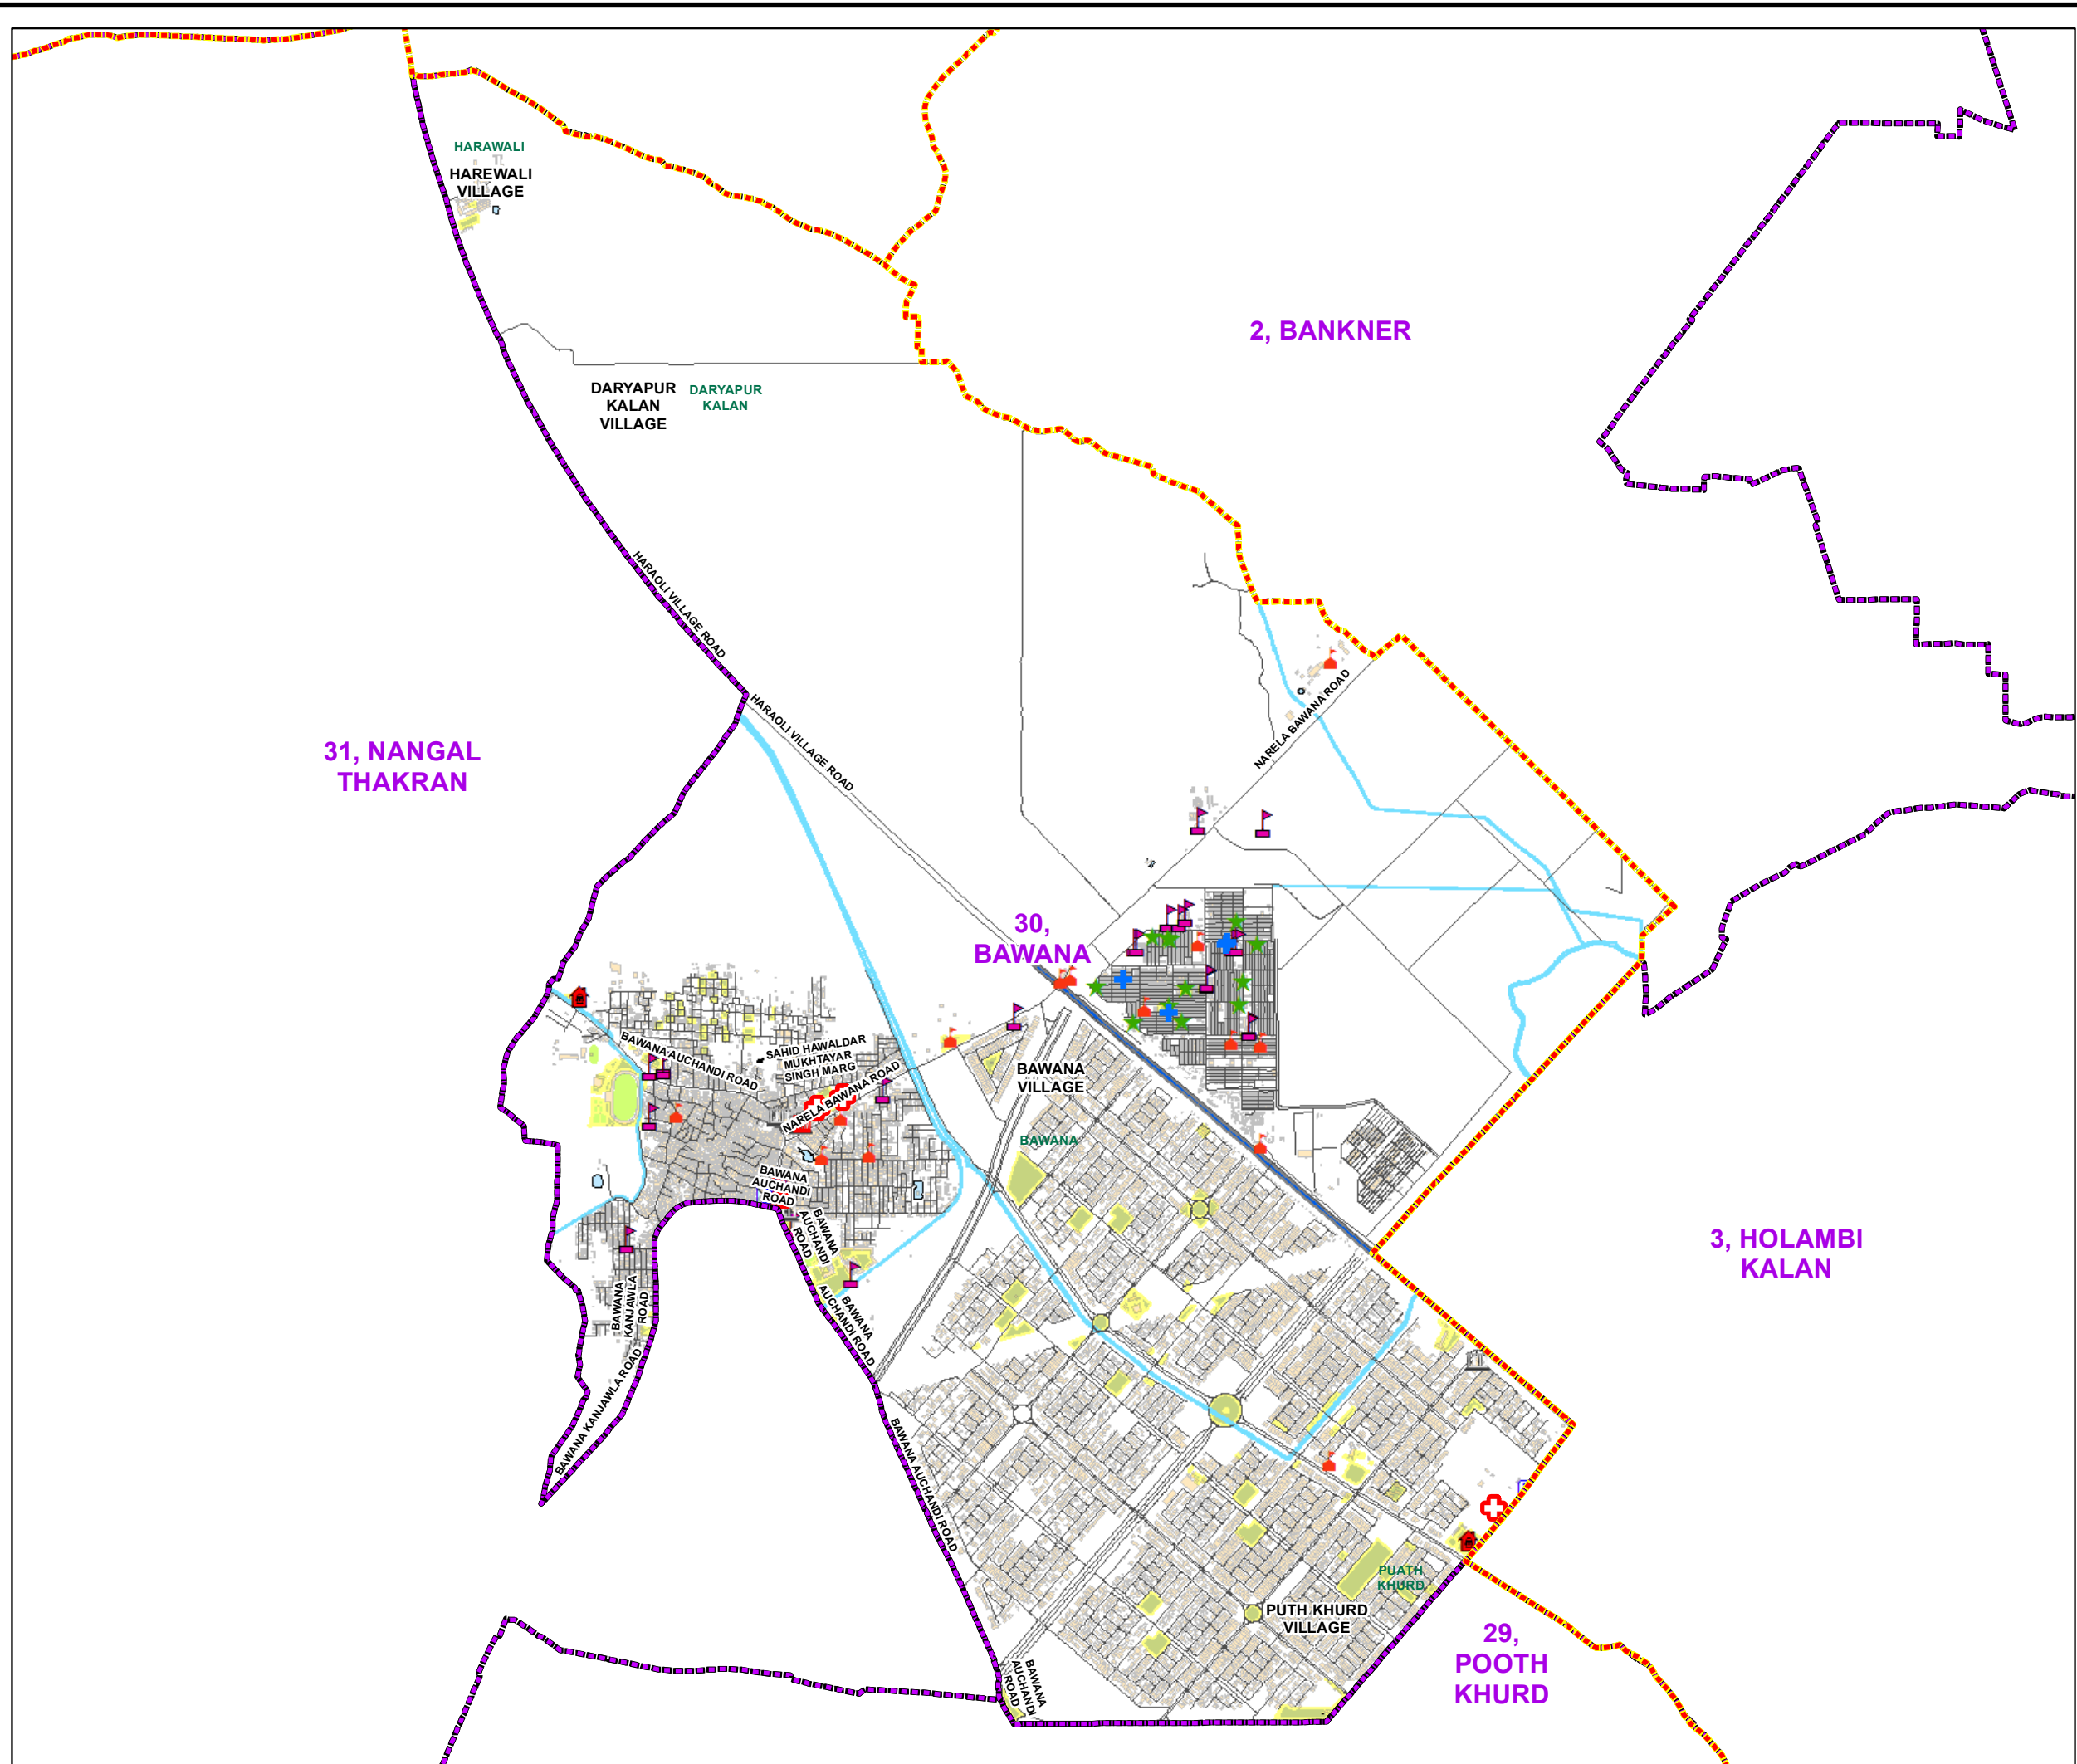 HARAWALI
HAREWALI
VILLAGE
2, BANKNER
DARYAPUR
KALAN
VILLAGE
DARYAPUR
KALAN
HARAOLI VILLAGE ROAD
HARAOLI VILLAGE ROAD
NARELA BAWANA ROAD
31, NANGAL
THAKRAN
30,
BAWANA
BAWANA AUCHANDI ROAD
SAHID HAWALDAR
MUKHTAYAR
SINGH MARG
NARELA BAWANA ROAD
BAWANA
VILLAGE
BAWANA
BAWANA
AUCHANDI
ROAD
BAWANA
AUCHANDI
ROAD
BAWANA
AUCHANDI ROAD
BAWANA
KANJAWLA
ROAD
BAWANA KANJAWLA ROAD
3, HOLAMBI
KALAN
BAWANA AUCHANDI ROAD
PUATH
KHURD
PUTH KHURD
VILLAGE
29,
POOTH
KHURD
BAWANA
AUCHANDI
ROAD